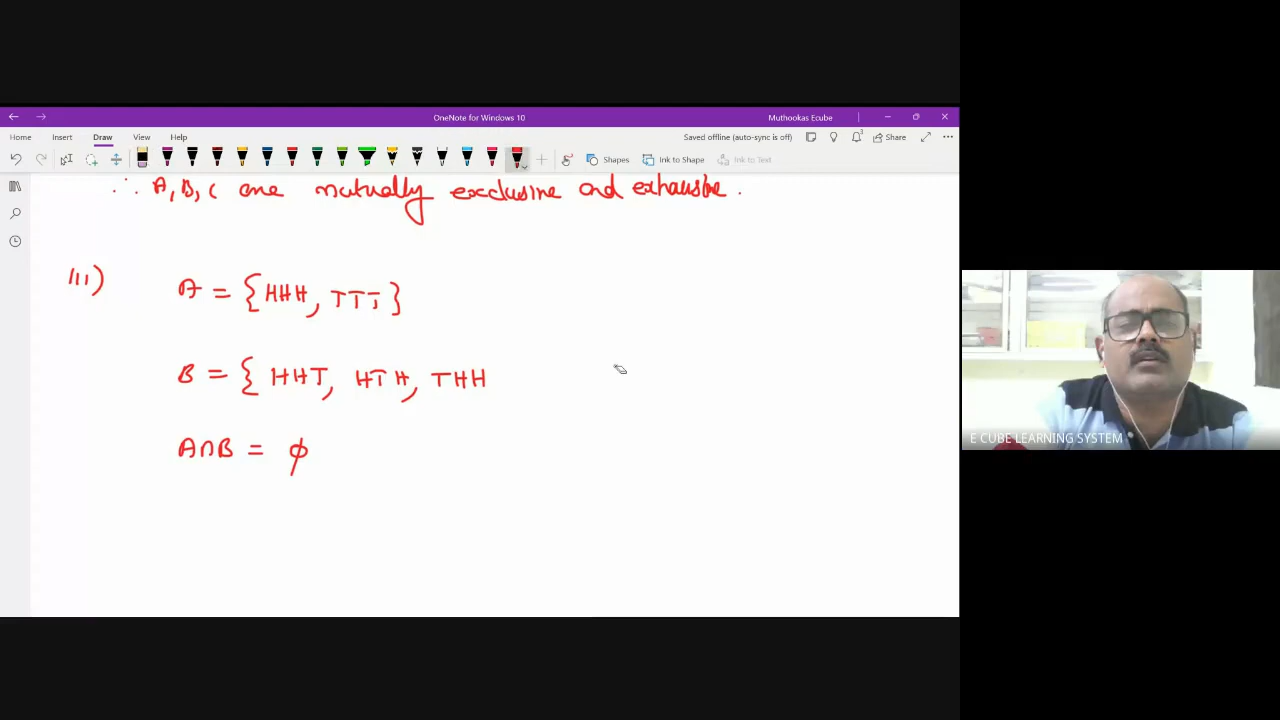 OneNote for Windows 10
Muthookas Ecube
Home Insert Draw View Help
Saved offline (auto-sync is off)
Share
Shapes
Ink to Shape
Ink to Text
∴ A, B, C are mutually exclusive and exhausive.
III) A = {HHH, TTT}
B = { HHT, HTH, THH
A∩B = ϕ
E CUBE LEARNING SYSTEM